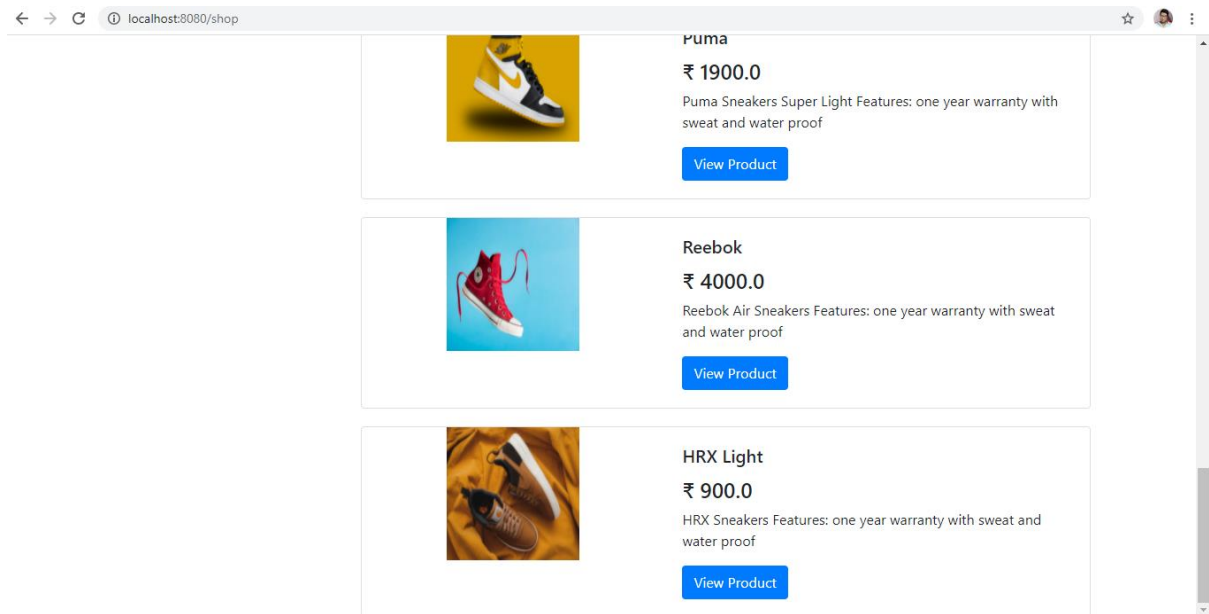 localhost:8080/shop
Puma
₹ 1900.0
Puma Sneakers Super Light Features: one year warranty with
sweat and water proof
View Product
Reebok
₹ 4000.0
Reebok Air Sneakers Features: one year warranty with sweat
and water proof
View Product
HRX Light
₹ 900.0
HRX Sneakers Features: one year warranty with sweat and
water proof
View Product